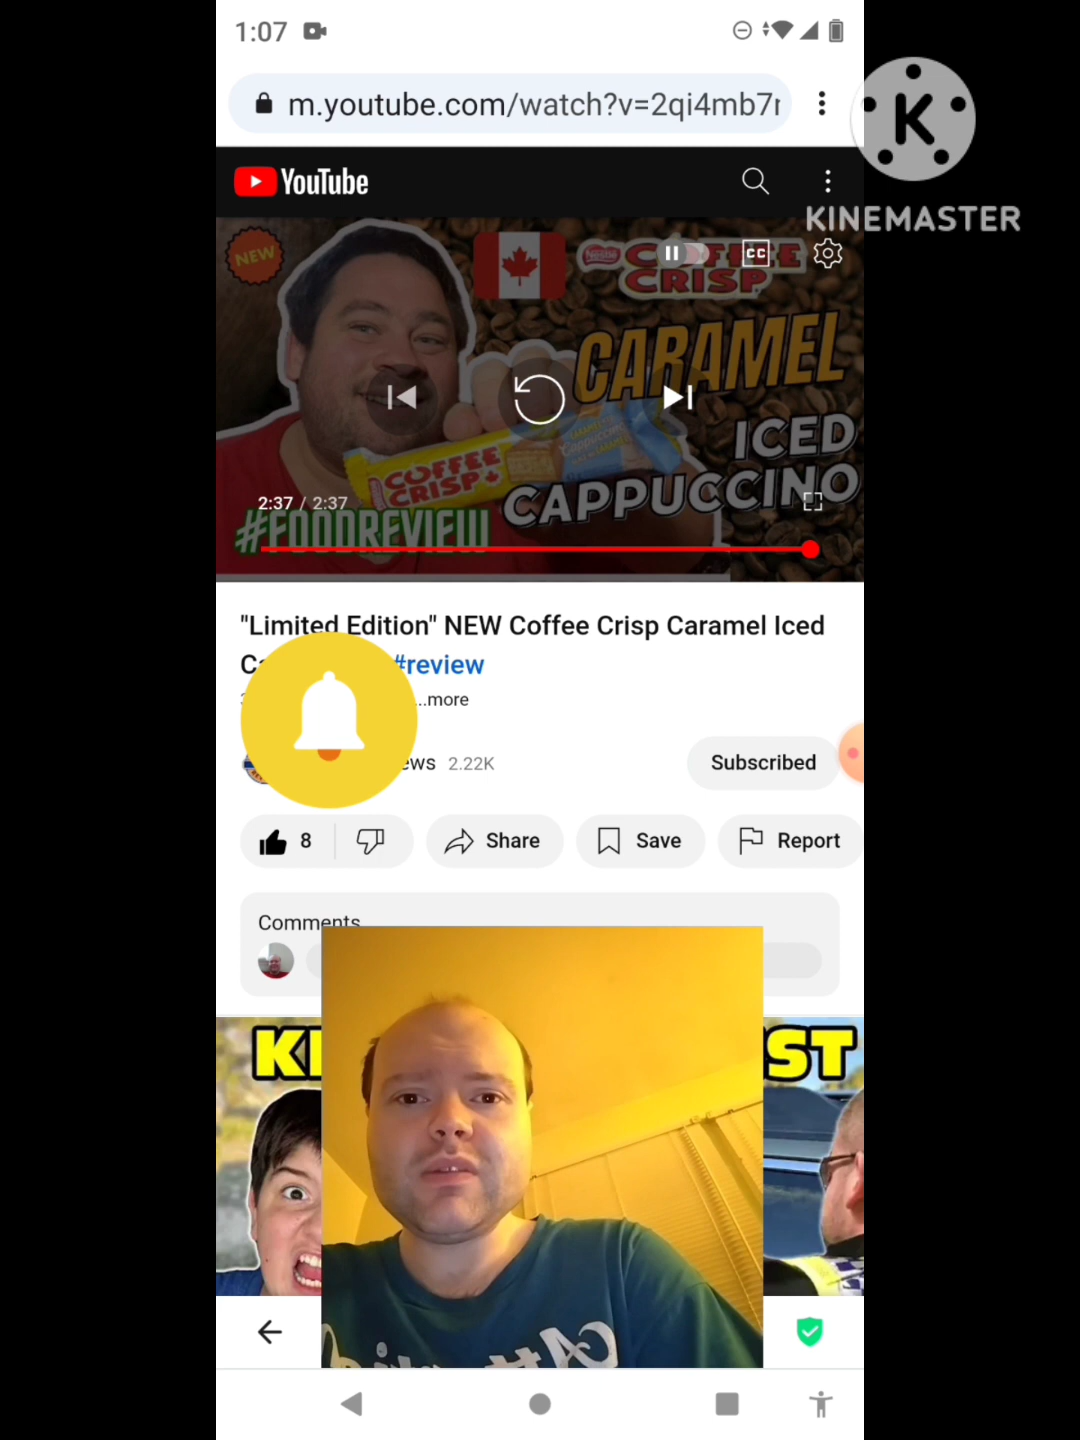 1:07
m.youtube.com/watch?v=2qi4mb7
K
KINEMASTER
YouTube
NEW
Nestlé
COFFEE
CRISP
CC
CARAMEL
ICED
CAPPUCCINO
COFFEE
CRISP
2:37 / 2:37
#FOODREVIEW
"Limited Edition" NEW Coffee Crisp Caramel Iced
#review
...more
2.22K
Subscribed
8
Share
Save
Report
Comments
ST